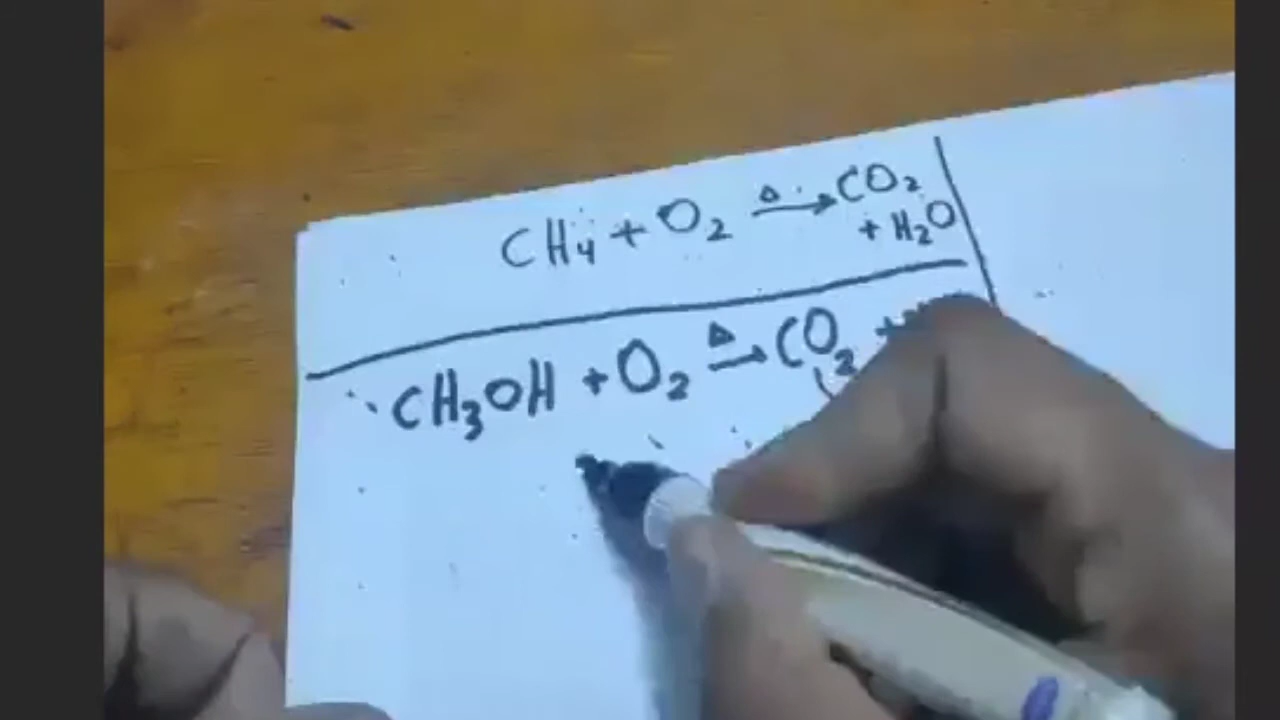 CH₄ + O₂ →Δ CO₂
+ H₂O
CH₃OH + O₂ →Δ CO₂ +